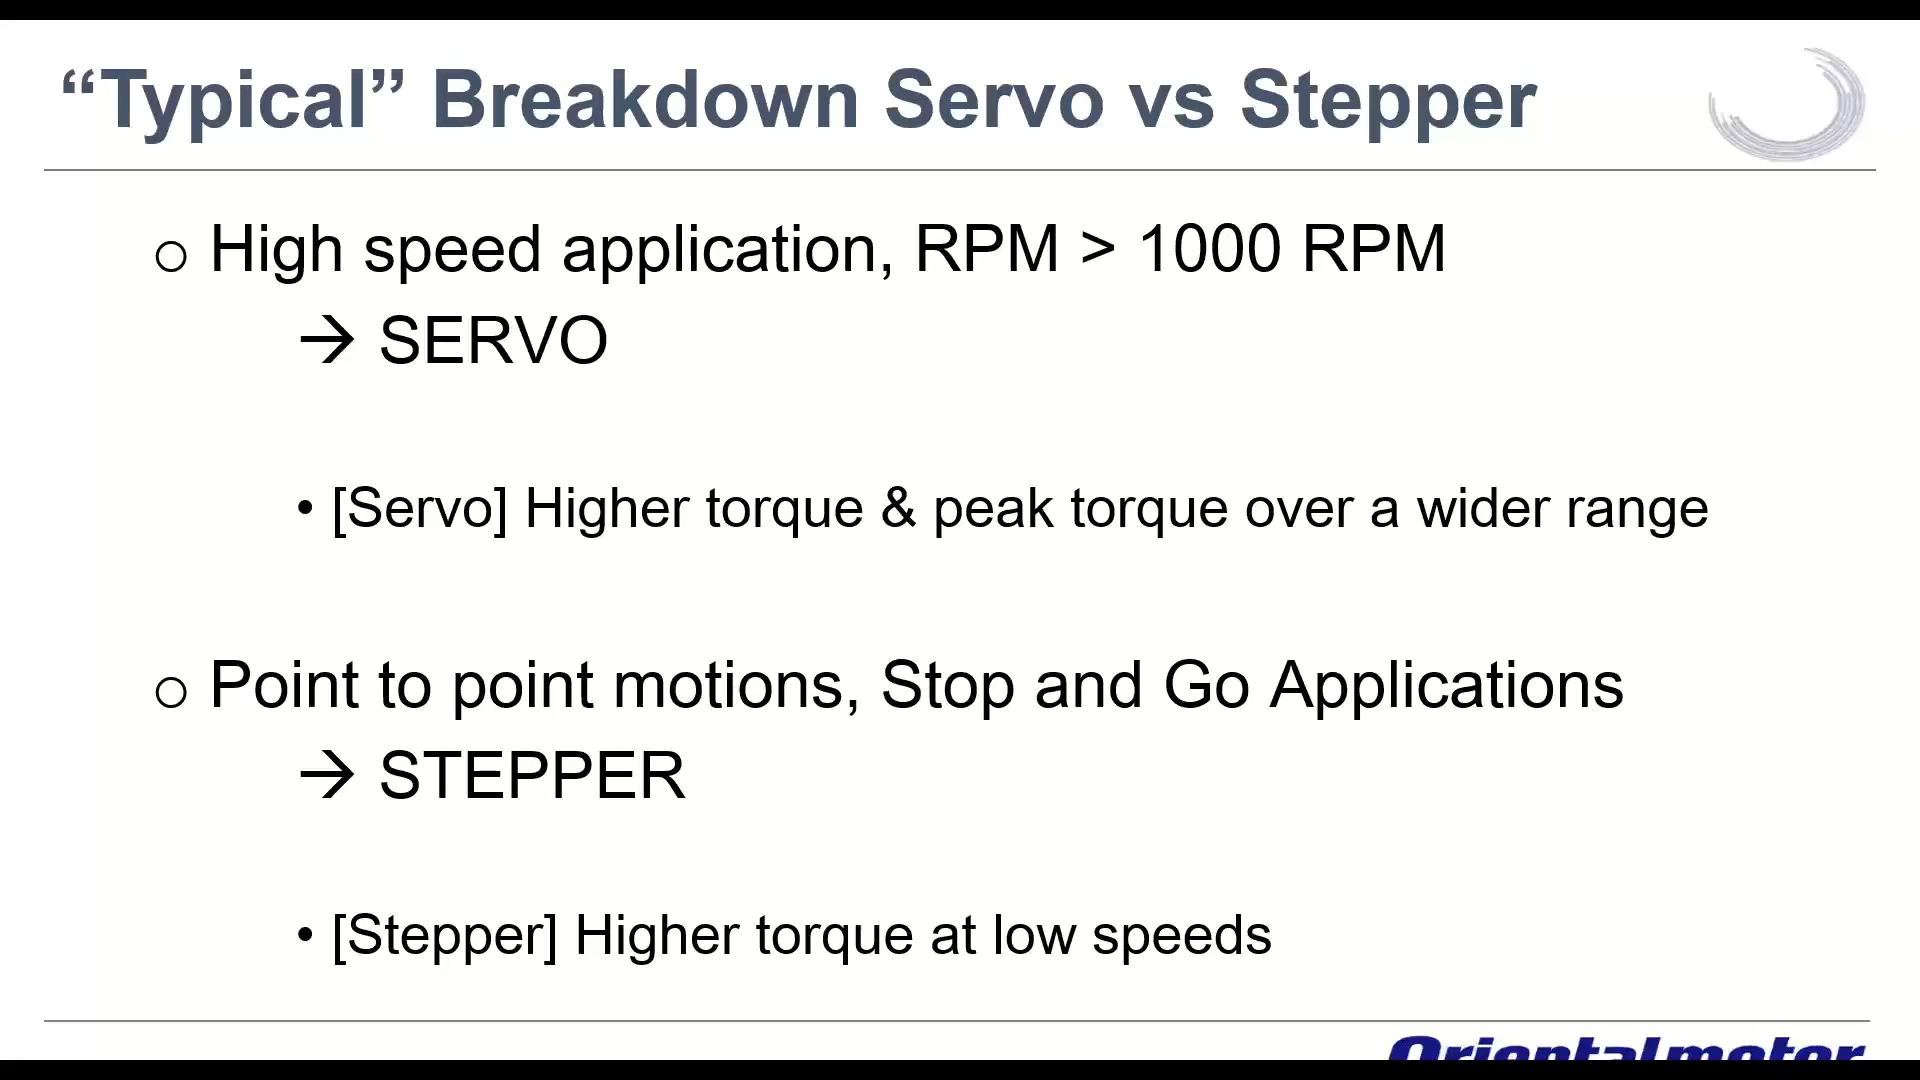 “Typical” Breakdown Servo vs Stepper
o High speed application, RPM > 1000 RPM
→ SERVO
• [Servo] Higher torque & peak torque over a wider range
o Point to point motions, Stop and Go Applications
→ STEPPER
• [Stepper] Higher torque at low speeds
Orientalmotor